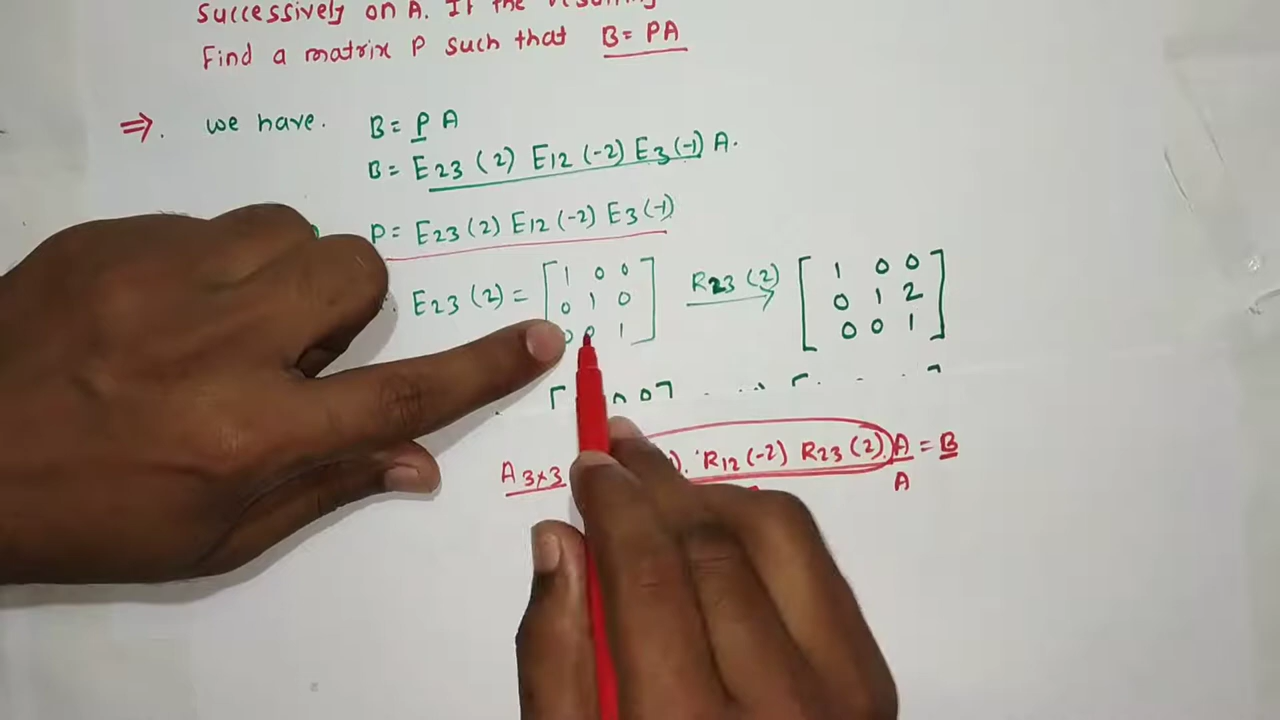 Successively on A. If the resulting
Find a matrix P such that B = PA
⇒. we have. B = P A
B = E23 (2) E12 (-2) E3 (-1) A.
P = E23 (2) E12 (-2) E3 (-1)
E23 (2) = [1 0 0 R23 (2) → [1 0 0
0 1 0 0 1 2
0 0 1] 0 0 1]
A 3×3 R12 (-2) R23 (2) A = B
A